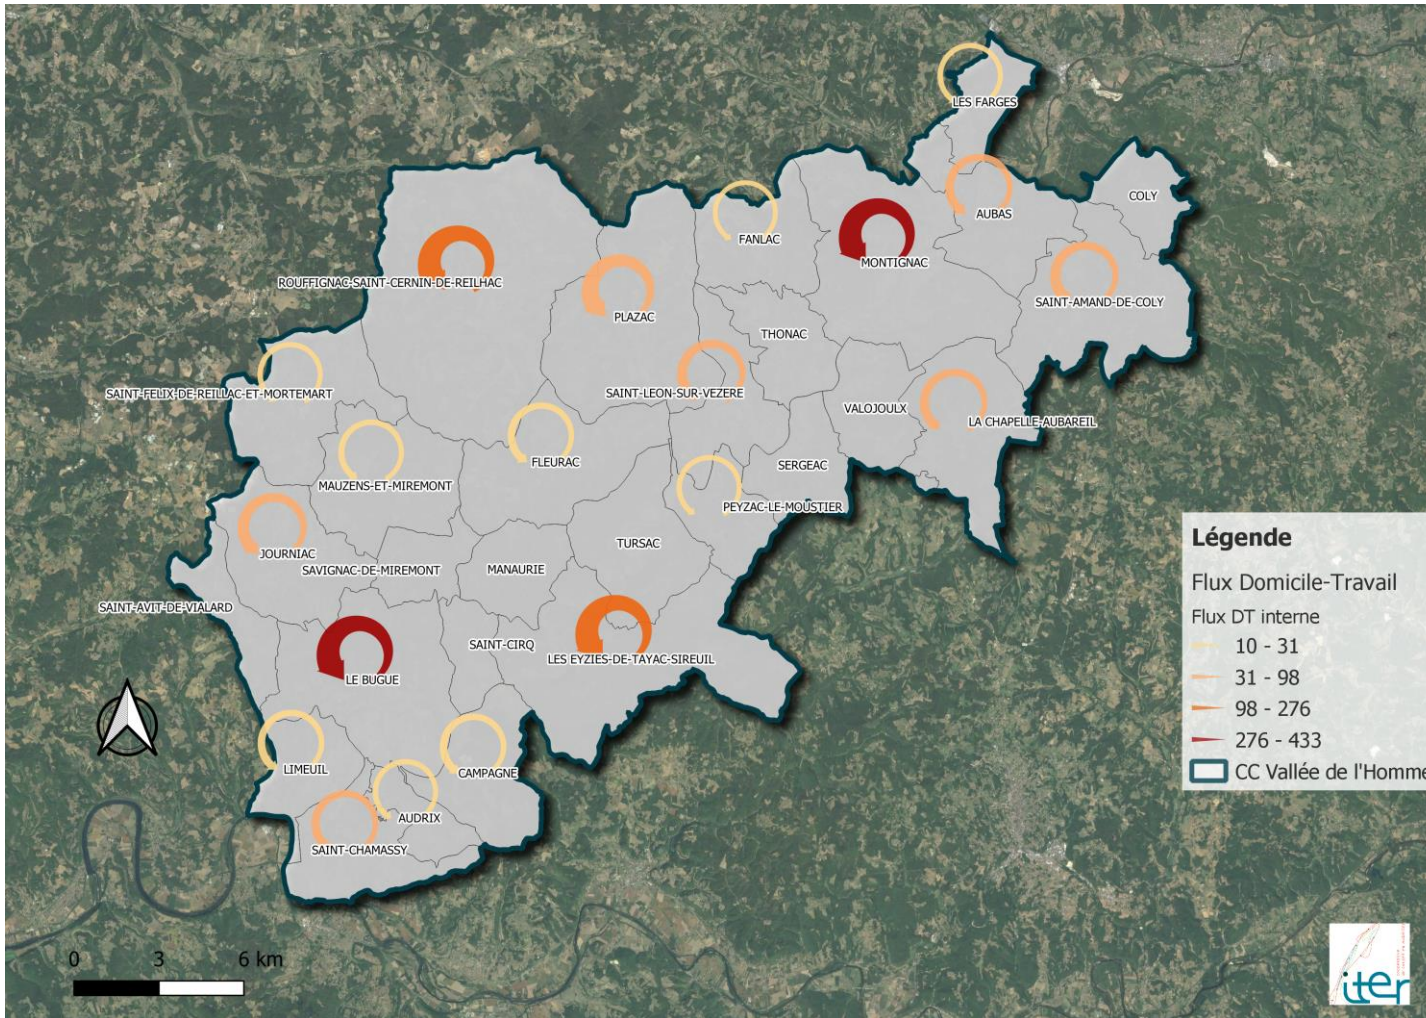 LES FARGES
COLY
AUBAS
FANLAC
MONTIGNAC
ROUFFIGNAC-SAINT-CERNIN-DE-REILHAC
SAINT-AMAND-DE-COLY
PLAZAC
THONAC
SAINT-FELIX-DE-REILLAC-ET-MORTEMART
SAINT-LEON-SUR-VEZERE
VALOJOULX
LA CHAPELLE-AUBAREIL
FLEURAC
SERGEAC
MAUZENS-ET-MIREMONT
PEYZAC-LE-MOUSTIER
TURSAC
JOURNIAC
SAVIGNAC-DE-MIREMONT
MANAURIE
SAINT-AVIT-DE-VIALARD
SAINT-CIRQ
LES EYZIES-DE-TAYAC-SIREUIL
LE BUGUE
LIMEUIL
CAMPAGNE
AUDRIX
SAINT-CHAMASSY
Légende
Flux Domicile-Travail
Flux DT interne
10 - 31
31 - 98
98 - 276
276 - 433
CC Vallée de l'Homme
0 3 6 km
iter